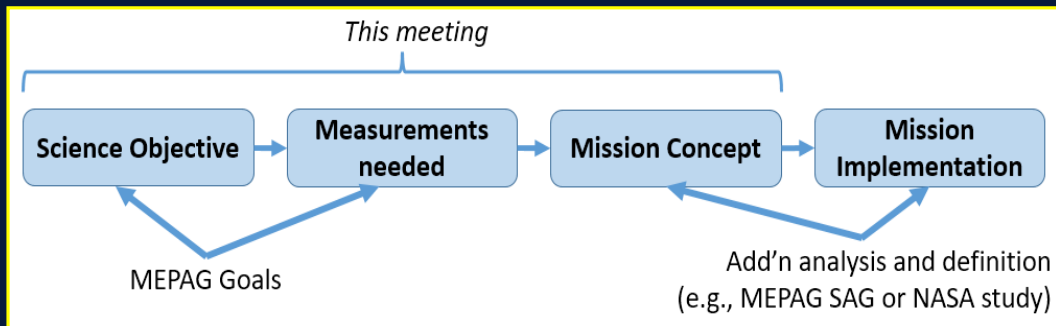 This meeting
Science Objective
Measurements
needed
Mission Concept
Mission
Implementation
MEPAG Goals
Add'n analysis and definition
(e.g., MEPAG SAG or NASA study)